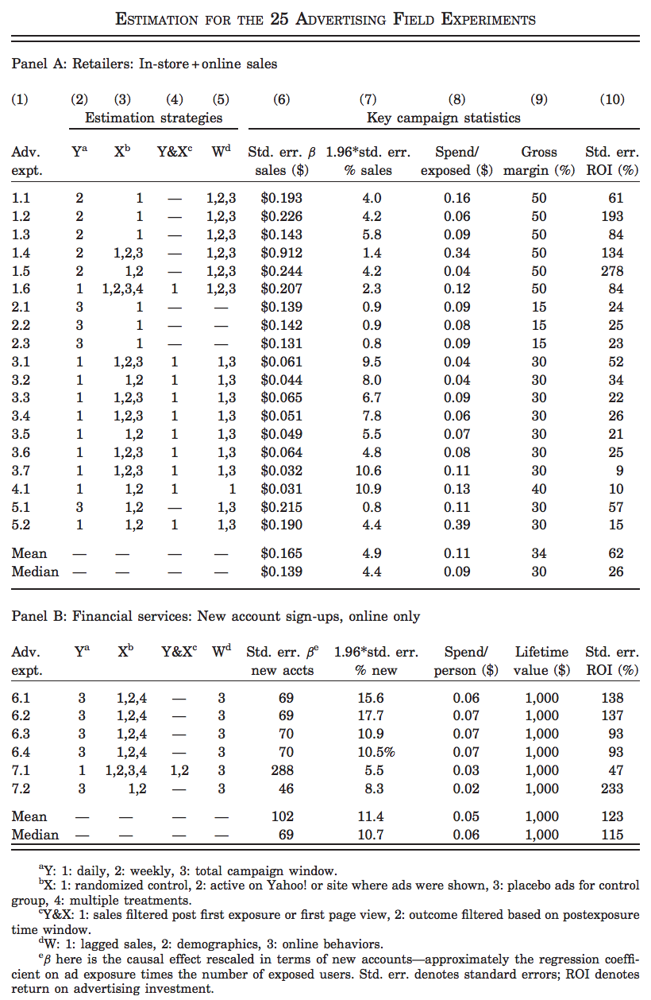 ESTIMATION FOR THE 25 ADVERTISING FIELD EXPERIMENTS
Panel A: Retailers: In-store+online sales
(1) (2) (3) (4) (5) (6) (7) (8) (9) (10)
Estimation strategies Key campaign statistics
Adv. Yᵃ Xᵇ Y&Xᶜ Wᵈ Std. err. β 1.96*std. err. Spend/ Gross Std. err.
expt. sales ($) % sales exposed ($) margin (%) ROI (%)
1.1 2 1 — 1,2,3 $0.193 4.0 0.16 50 61
1.2 2 1 — 1,2,3 $0.226 4.2 0.06 50 193
1.3 2 1 — 1,2,3 $0.143 5.8 0.09 50 84
1.4 2 1,2,3 — 1,2,3 $0.912 1.4 0.34 50 134
1.5 2 1,2 — 1,2,3 $0.244 4.2 0.04 50 278
1.6 1 1,2,3,4 1 1,2,3 $0.207 2.3 0.12 50 84
2.1 3 1 — — $0.139 0.9 0.09 15 24
2.2 3 1 — — $0.142 0.9 0.08 15 25
2.3 3 1 — — $0.131 0.8 0.09 15 23
3.1 1 1,2,3 1 1,3 $0.061 9.5 0.04 30 52
3.2 1 1,2 1 1,3 $0.044 8.0 0.04 30 34
3.3 1 1,2,3 1 1,3 $0.065 6.7 0.09 30 22
3.4 1 1,2,3 1 1,3 $0.051 7.8 0.06 30 26
3.5 1 1,2 1 1,3 $0.049 5.5 0.07 30 21
3.6 1 1,2,3 1 1,3 $0.064 4.8 0.08 30 25
3.7 1 1,2,3 1 1,3 $0.032 10.6 0.11 30 9
4.1 1 1,2 1 1 $0.031 10.9 0.13 40 10
5.1 3 1,2 — 1,3 $0.215 0.8 0.11 30 57
5.2 1 1,2 1 1,3 $0.190 4.4 0.39 30 15
Mean — — — — $0.165 4.9 0.11 34 62
Median — — — — $0.139 4.4 0.09 30 26
Panel B: Financial services: New account sign-ups, online only
Adv. Yᵃ Xᵇ Y&Xᶜ Wᵈ Std. err. βᵉ 1.96*std. err. Spend/ Lifetime Std. err.
expt. new accts % new person ($) value ($) ROI (%)
6.1 3 1,2,4 — 3 69 15.6 0.06 1,000 138
6.2 3 1,2,4 — 3 69 17.7 0.07 1,000 137
6.3 3 1,2,4 — 3 70 10.9 0.07 1,000 93
6.4 3 1,2,4 — 3 70 10.5% 0.07 1,000 93
7.1 1 1,2,3,4 1,2 3 288 5.5 0.03 1,000 47
7.2 3 1,2 — 3 46 8.3 0.02 1,000 233
Mean — — — — 102 11.4 0.05 1,000 123
Median — — — — 69 10.7 0.06 1,000 115
ᵃY: 1: daily, 2: weekly, 3: total campaign window.
ᵇX: 1: randomized control, 2: active on Yahoo! or site where ads were shown, 3: placebo ads for control
group, 4: multiple treatments.
ᶜY&X: 1: sales filtered post first exposure or first page view, 2: outcome filtered based on postexposure
time window.
ᵈW: 1: lagged sales, 2: demographics, 3: online behaviors.
ᵉβ here is the causal effect rescaled in terms of new accounts—approximately the regression coeffi-
cient on ad exposure times the number of exposed users. Std. err. denotes standard errors; ROI denotes
return on advertising investment.